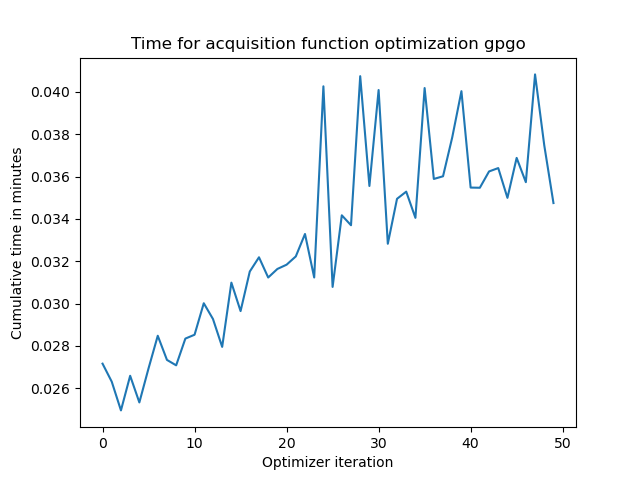 Time for acquisition function optimization gpgo
0.040
0.038
0.036
0.034
0.032
0.030
0.028
0.026
Cumulative time in minutes
0 10 20 30 40 50
Optimizer iteration